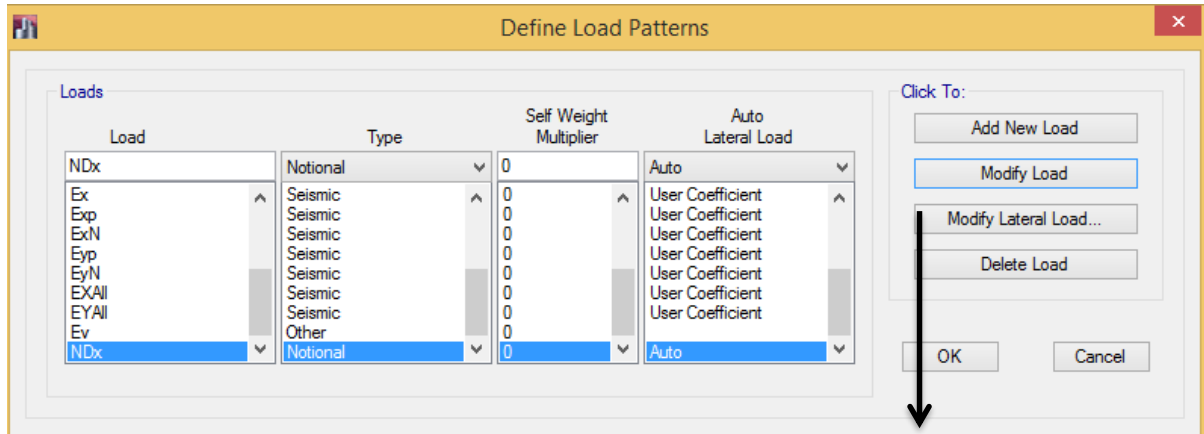 Define Load Patterns
Loads
Click To:
Load Type Self Weight Multiplier Auto Lateral Load
NDx Notional 0 Auto
Ex Seismic 0 User Coefficient
Exp Seismic 0 User Coefficient
ExN Seismic 0 User Coefficient
Eyp Seismic 0 User Coefficient
EyN Seismic 0 User Coefficient
EXAll Seismic 0 User Coefficient
EYAll Seismic 0 User Coefficient
Ev Other 0
NDx Notional 0 Auto
Add New Load
Modify Load
Modify Lateral Load...
Delete Load
OK Cancel